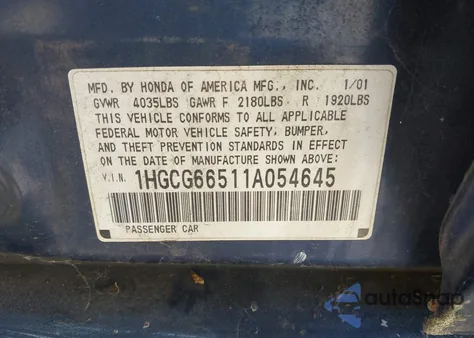 MFD. BY HONDA OF AMERICA MFG., INC. 1/01
GVWR 4035LBS GAWR F 2180LBS R 1920LBS
THIS VEHICLE CONFORMS TO ALL APPLICABLE
FEDERAL MOTOR VEHICLE SAFETY, BUMPER,
AND THEFT PREVENTION STANDARDS IN EFFECT
ON THE DATE OF MANUFACTURE SHOWN ABOVE:
V.I.N. 1HGCG66511A054645
PASSENGER CAR
autoSnap